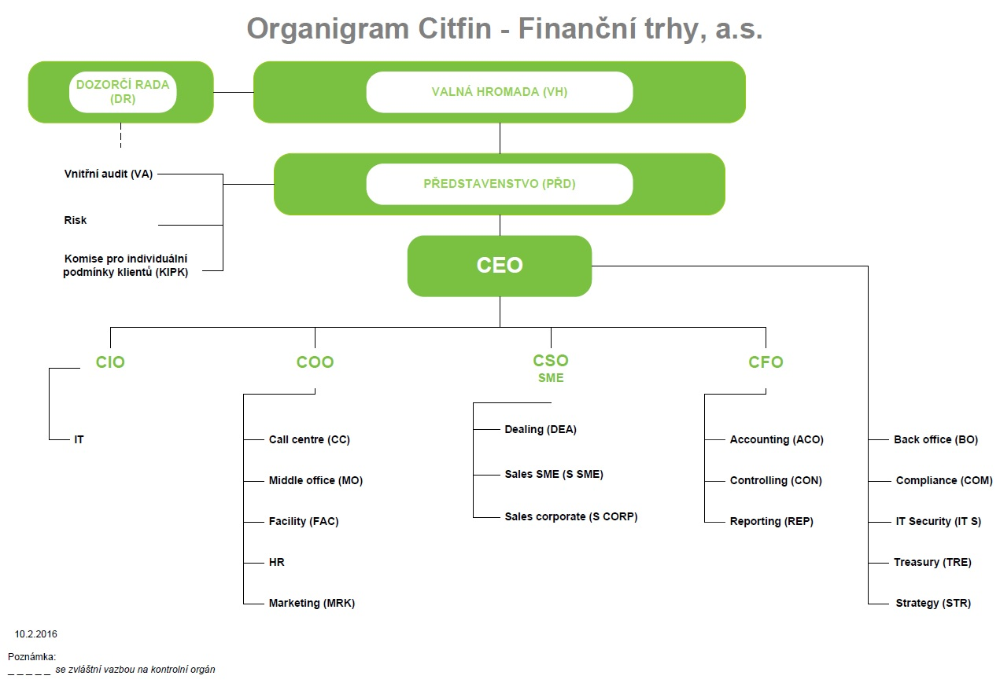 Organigram Citfin - Finanční trhy, a.s.
DOZORČÍ RADA
(DR)
VALNÁ HROMADA (VH)
Vnitřní audit (VA)
PŘEDSTAVENSTVO (PŘD)
Risk
Komise pro individuální
podmínky klientů (KIPK)
CEO
CIO
COO
CSO
SME
CFO
IT
Call centre (CC)
Middle office (MO)
Facility (FAC)
HR
Marketing (MRK)
Dealing (DEA)
Sales SME (S SME)
Sales corporate (S CORP)
Accounting (ACO)
Controlling (CON)
Reporting (REP)
Back office (BO)
Compliance (COM)
IT Security (IT S)
Treasury (TRE)
Strategy (STR)
10.2.2016
Poznámka:
_ _ _ _ _ se zvláštní vazbou na kontrolní orgán